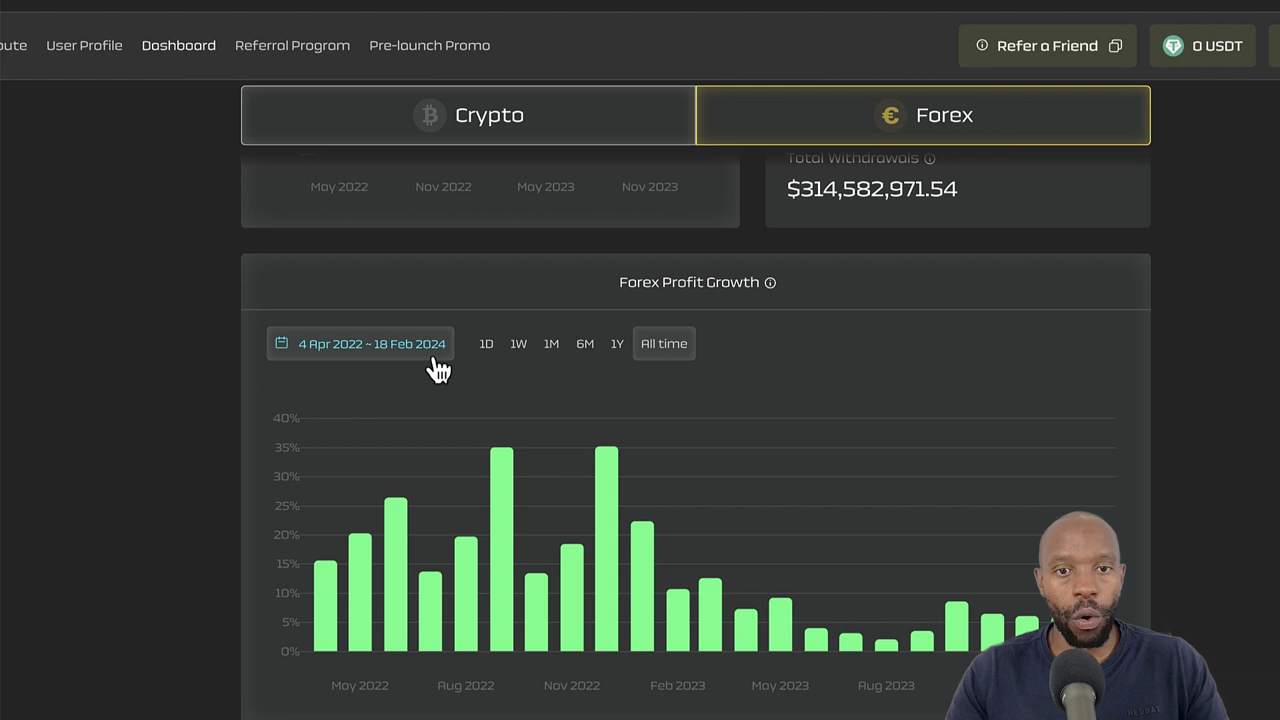 User Profile Dashboard Referral Program Pre-launch Promo Refer a Friend 0 USDT
Crypto Forex
Total Withdrawals
May 2022 Nov 2022 May 2023 Nov 2023
$314,582,971.54
Forex Profit Growth
4 Apr 2022 ~ 18 Feb 2024 1D 1W 1M 6M 1Y All time
40%
35%
30%
25%
20%
15%
10%
5%
0%
May 2022 Aug 2022 Nov 2022 Feb 2023 May 2023 Aug 2023